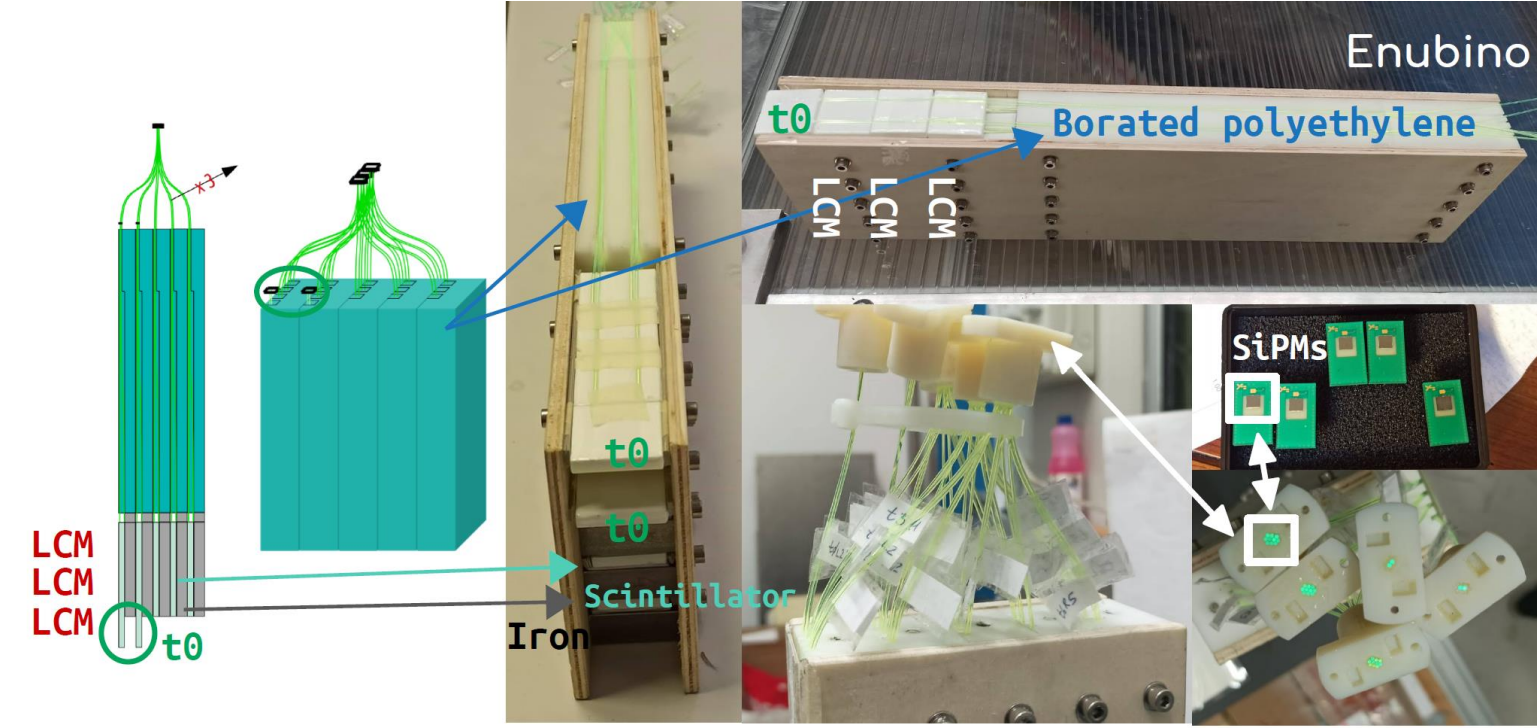 x3
LCM
LCM
LCM
t0
t0
t0
Scintillator
Iron
Enubino
t0
Borated polyethylene
LCM
LCM
LCM
SiPMs